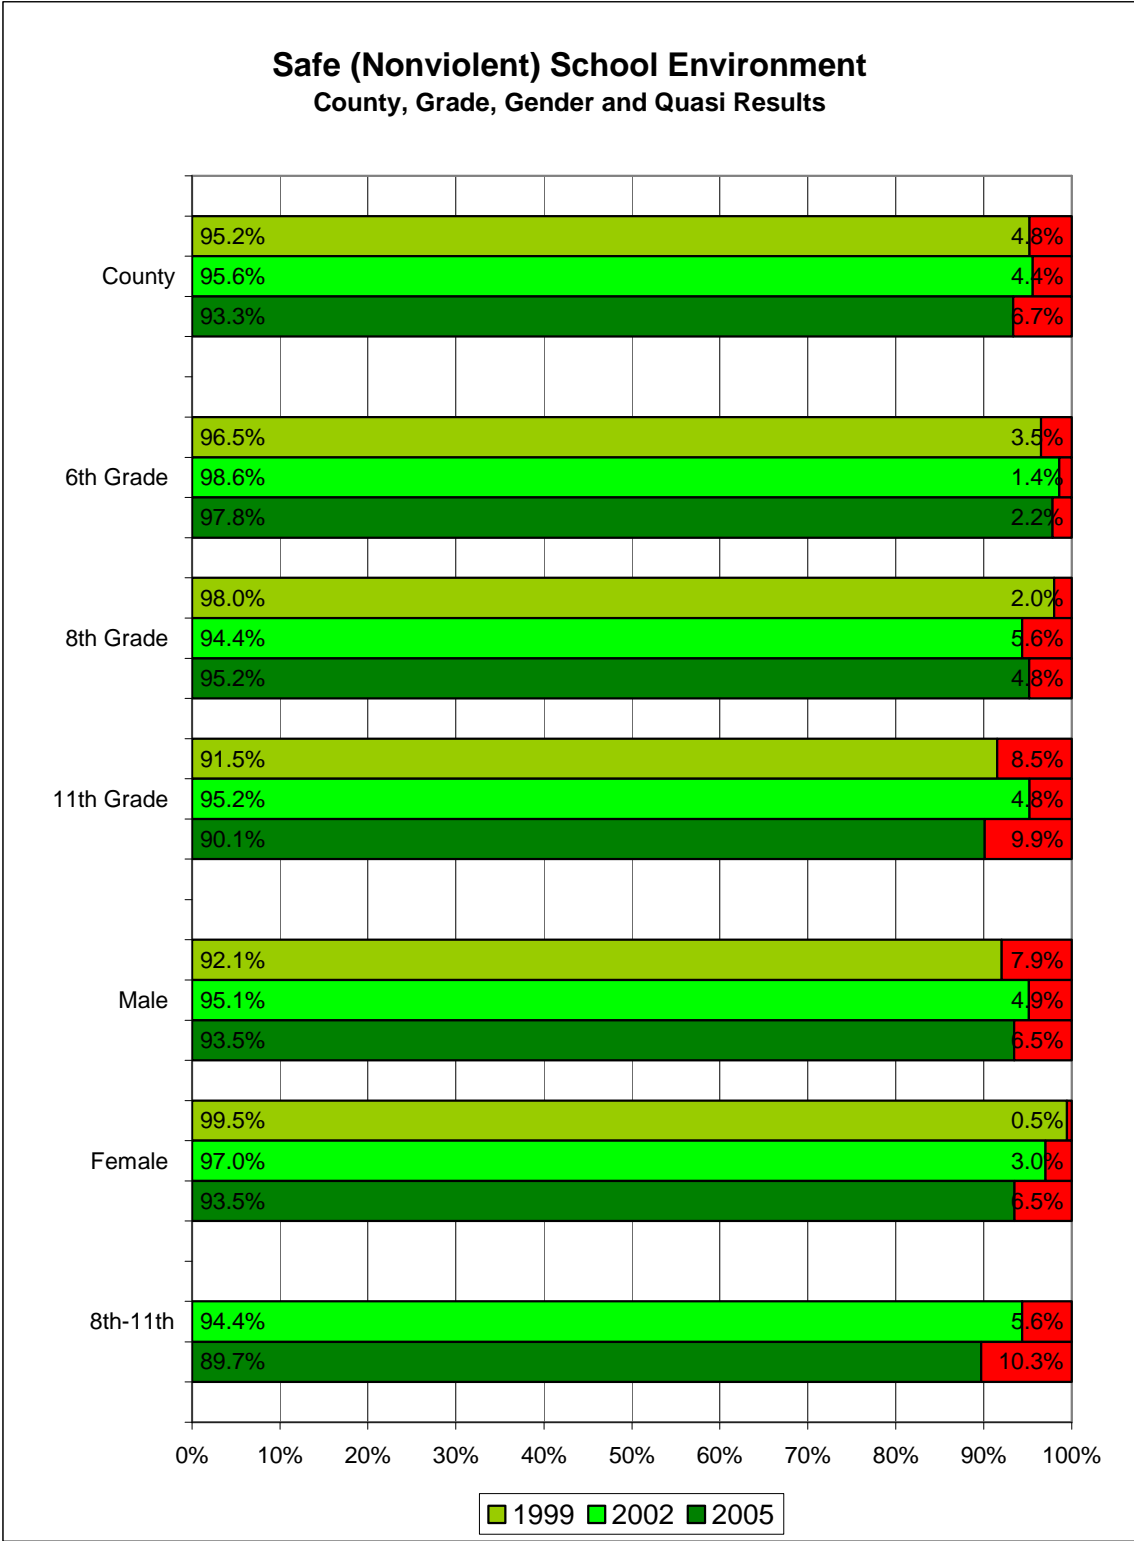 Safe (Nonviolent) School Environment
County, Grade, Gender and Quasi Results
95.2% 4.8%
County 95.6% 4.4%
93.3% 6.7%
96.5% 3.5%
6th Grade 98.6% 1.4%
97.8% 2.2%
98.0% 2.0%
8th Grade 94.4% 5.6%
95.2% 4.8%
91.5% 8.5%
11th Grade 95.2% 4.8%
90.1% 9.9%
92.1% 7.9%
Male 95.1% 4.9%
93.5% 6.5%
99.5% 0.5%
Female 97.0% 3.0%
93.5% 6.5%
8th-11th 94.4% 5.6%
89.7% 10.3%
0% 10% 20% 30% 40% 50% 60% 70% 80% 90% 100%
1999 2002 2005